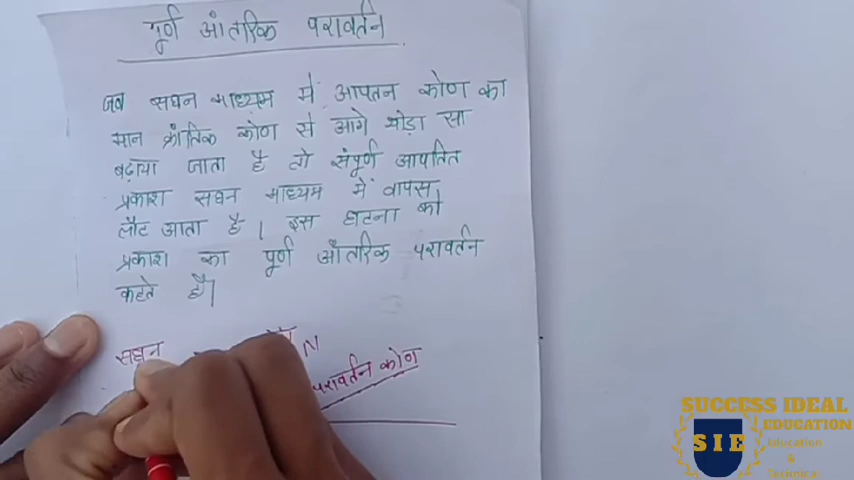 पूर्ण आंतरिक परावर्तन
जब सघन माध्यम में आपतन कोण का
मान क्रांतिक कोण से आगे थोड़ा सा
बढ़ाया जाता है तो संपूर्ण आपतित
प्रकाश सघन माध्यम में वापस
लौट आता है। इस घटना को
प्रकाश का पूर्ण आंतरिक परावर्तन
कहते है।
सघन
N
परावर्तन कोण
SUCCESS IDEAL
EDUCATION
SIE
Education
&
Technical